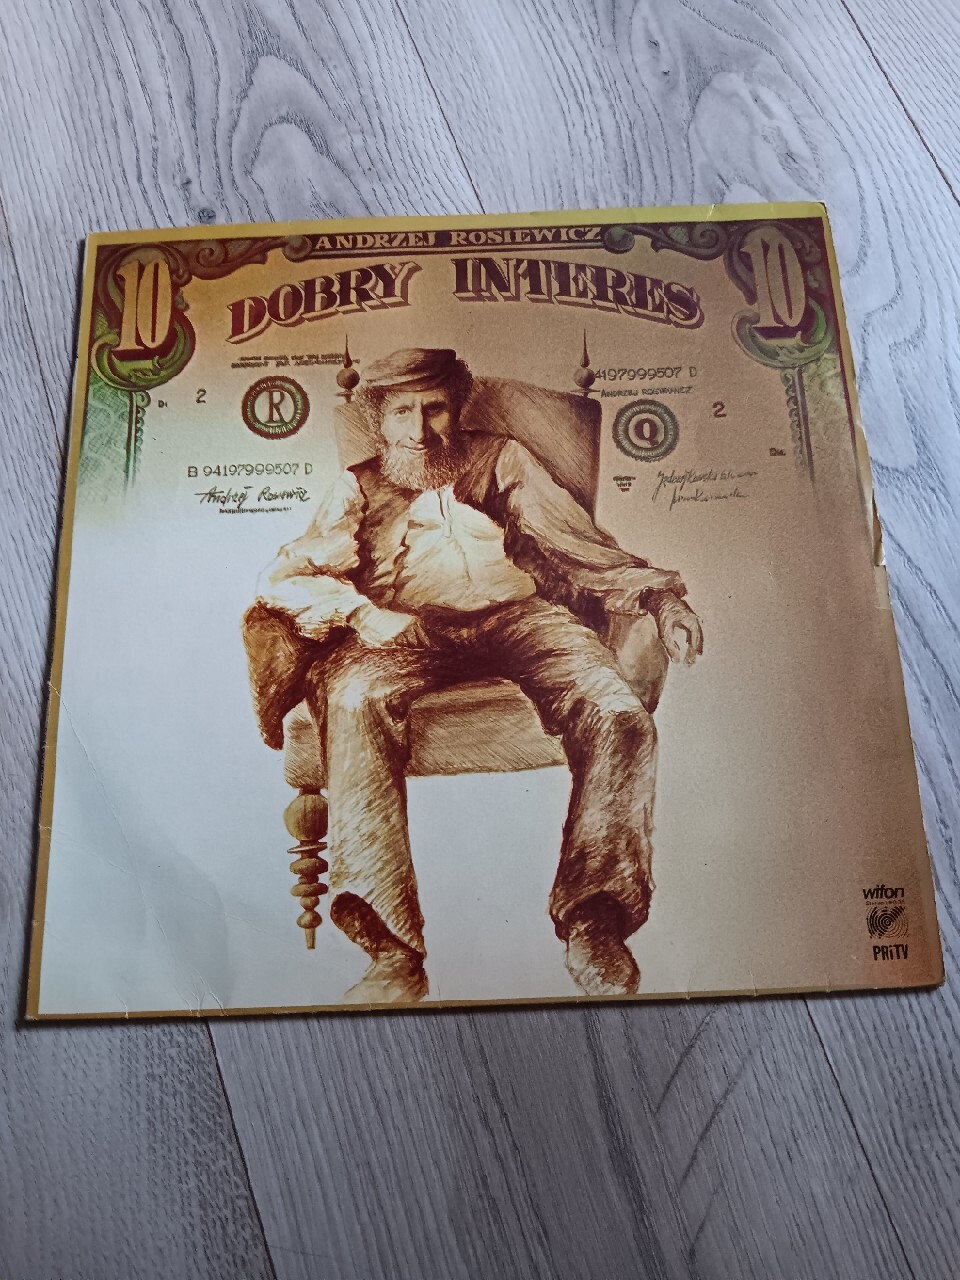 ANDRZEJ ROSIEWICZ
DOBRY INTERES
10
10
2
R
B 94197999507 D
Andrzej Rosiewicz
4197999507 D
ANDRZEJ ROSIEWICZ
Q
2
wifon
PRiTV